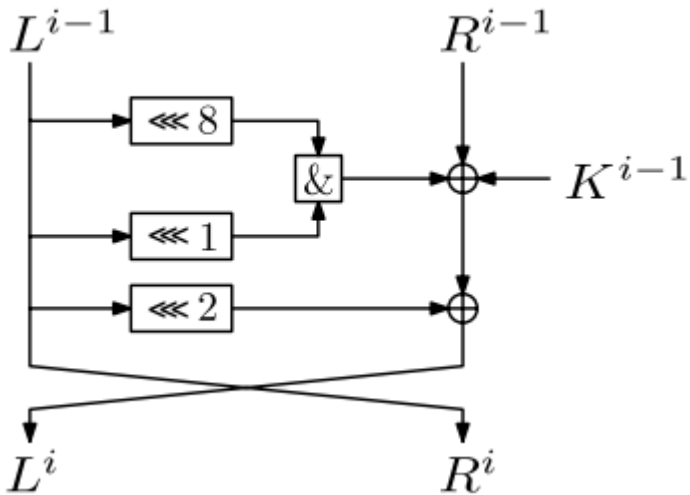 L^{i-1} R^{i-1}
⋘ 8
&
K^{i-1}
⋘ 1
⋘ 2
L^i R^i